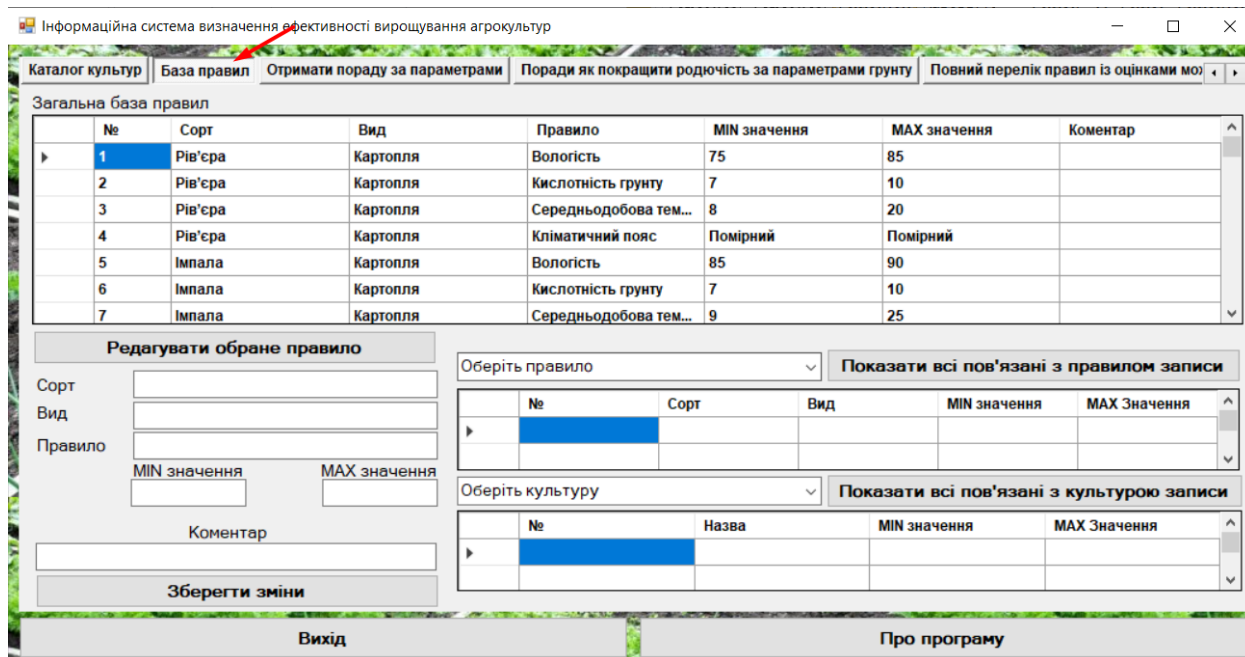 Інформаційна система визначення ефективності вирощування агрокультур
Каталог культур База правил Отримати пораду за параметрами Поради як покращити родючість за параметрами грунту Повний перелік правил із оцінками
Загальна база правил
№ Сорт Вид Правило MIN значення MAX значення Коментар
1 Рів'єра Картопля Вологість 75 85
2 Рів'єра Картопля Кислотність грунту 7 10
3 Рів'єра Картопля Середньодобова тем... 8 20
4 Рів'єра Картопля Кліматичний пояс Помірний Помірний
5 Імпала Картопля Вологість 85 90
6 Імпала Картопля Кислотність грунту 7 10
7 Імпала Картопля Середньодобова тем... 9 25
Редагувати обране правило
Сорт
Вид
Правило
MIN значення MAX значення
Коментар
Зберегти зміни
Оберіть правило Показати всі пов'язані з правилом записи
№ Сорт Вид MIN значення MAX Значення
Оберіть культуру Показати всі пов'язані з культурою записи
№ Назва MIN значення MAX Значення
Вихід Про програму